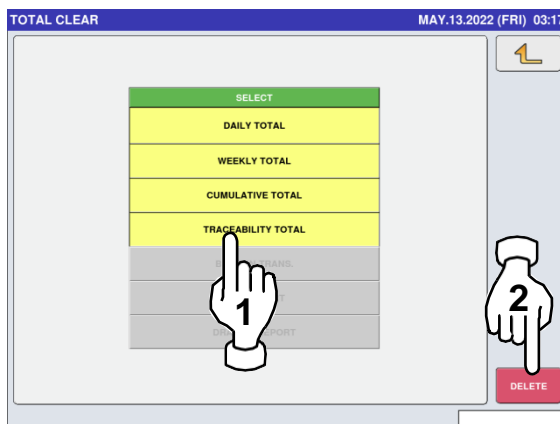 TOTAL CLEAR
MAY.13.2022 (FRI) 03:17
SELECT
DAILY TOTAL
WEEKLY TOTAL
CUMULATIVE TOTAL
TRACEABILITY TOTAL
TRANS.
1
2
DELETE